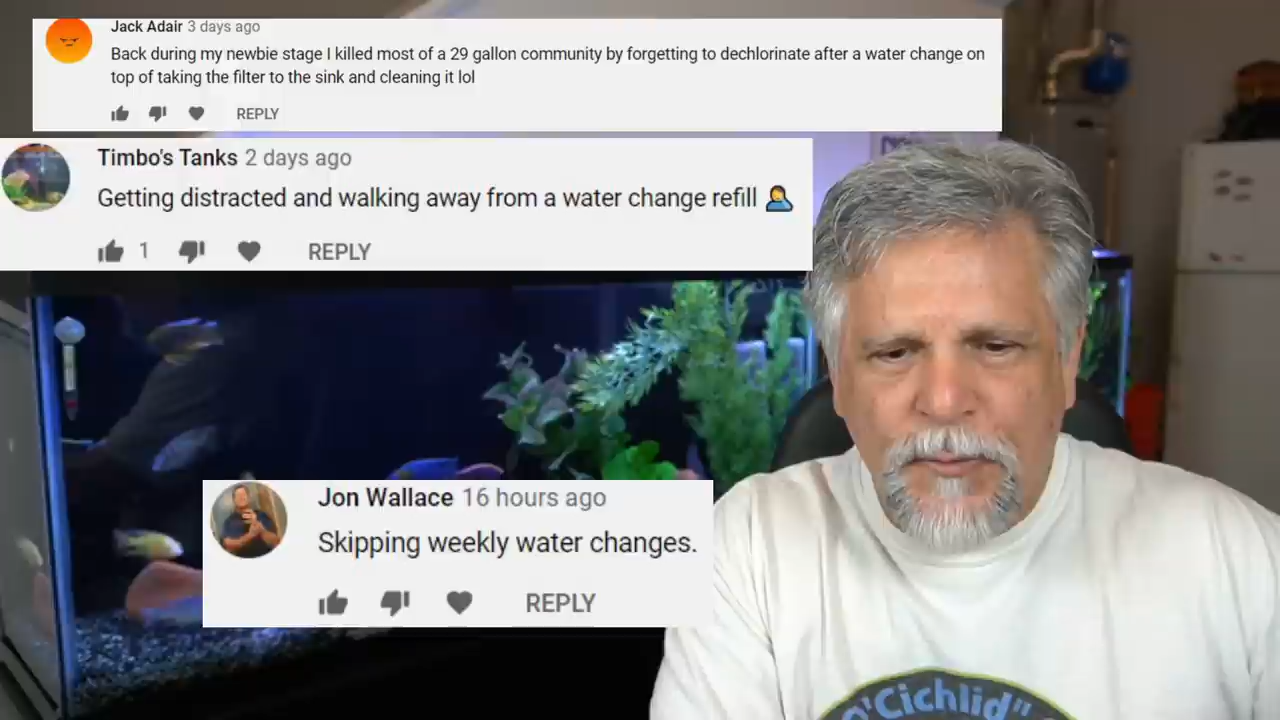 Jack Adair 3 days ago
Back during my newbie stage I killed most of a 29 gallon community by forgetting to dechlorinate after a water change on
top of taking the filter to the sink and cleaning it lol
REPLY
Timbo's Tanks 2 days ago
Getting distracted and walking away from a water change refill 🤦‍♂️
1 REPLY
Jon Wallace 16 hours ago
Skipping weekly water changes.
REPLY
"Cichlid"